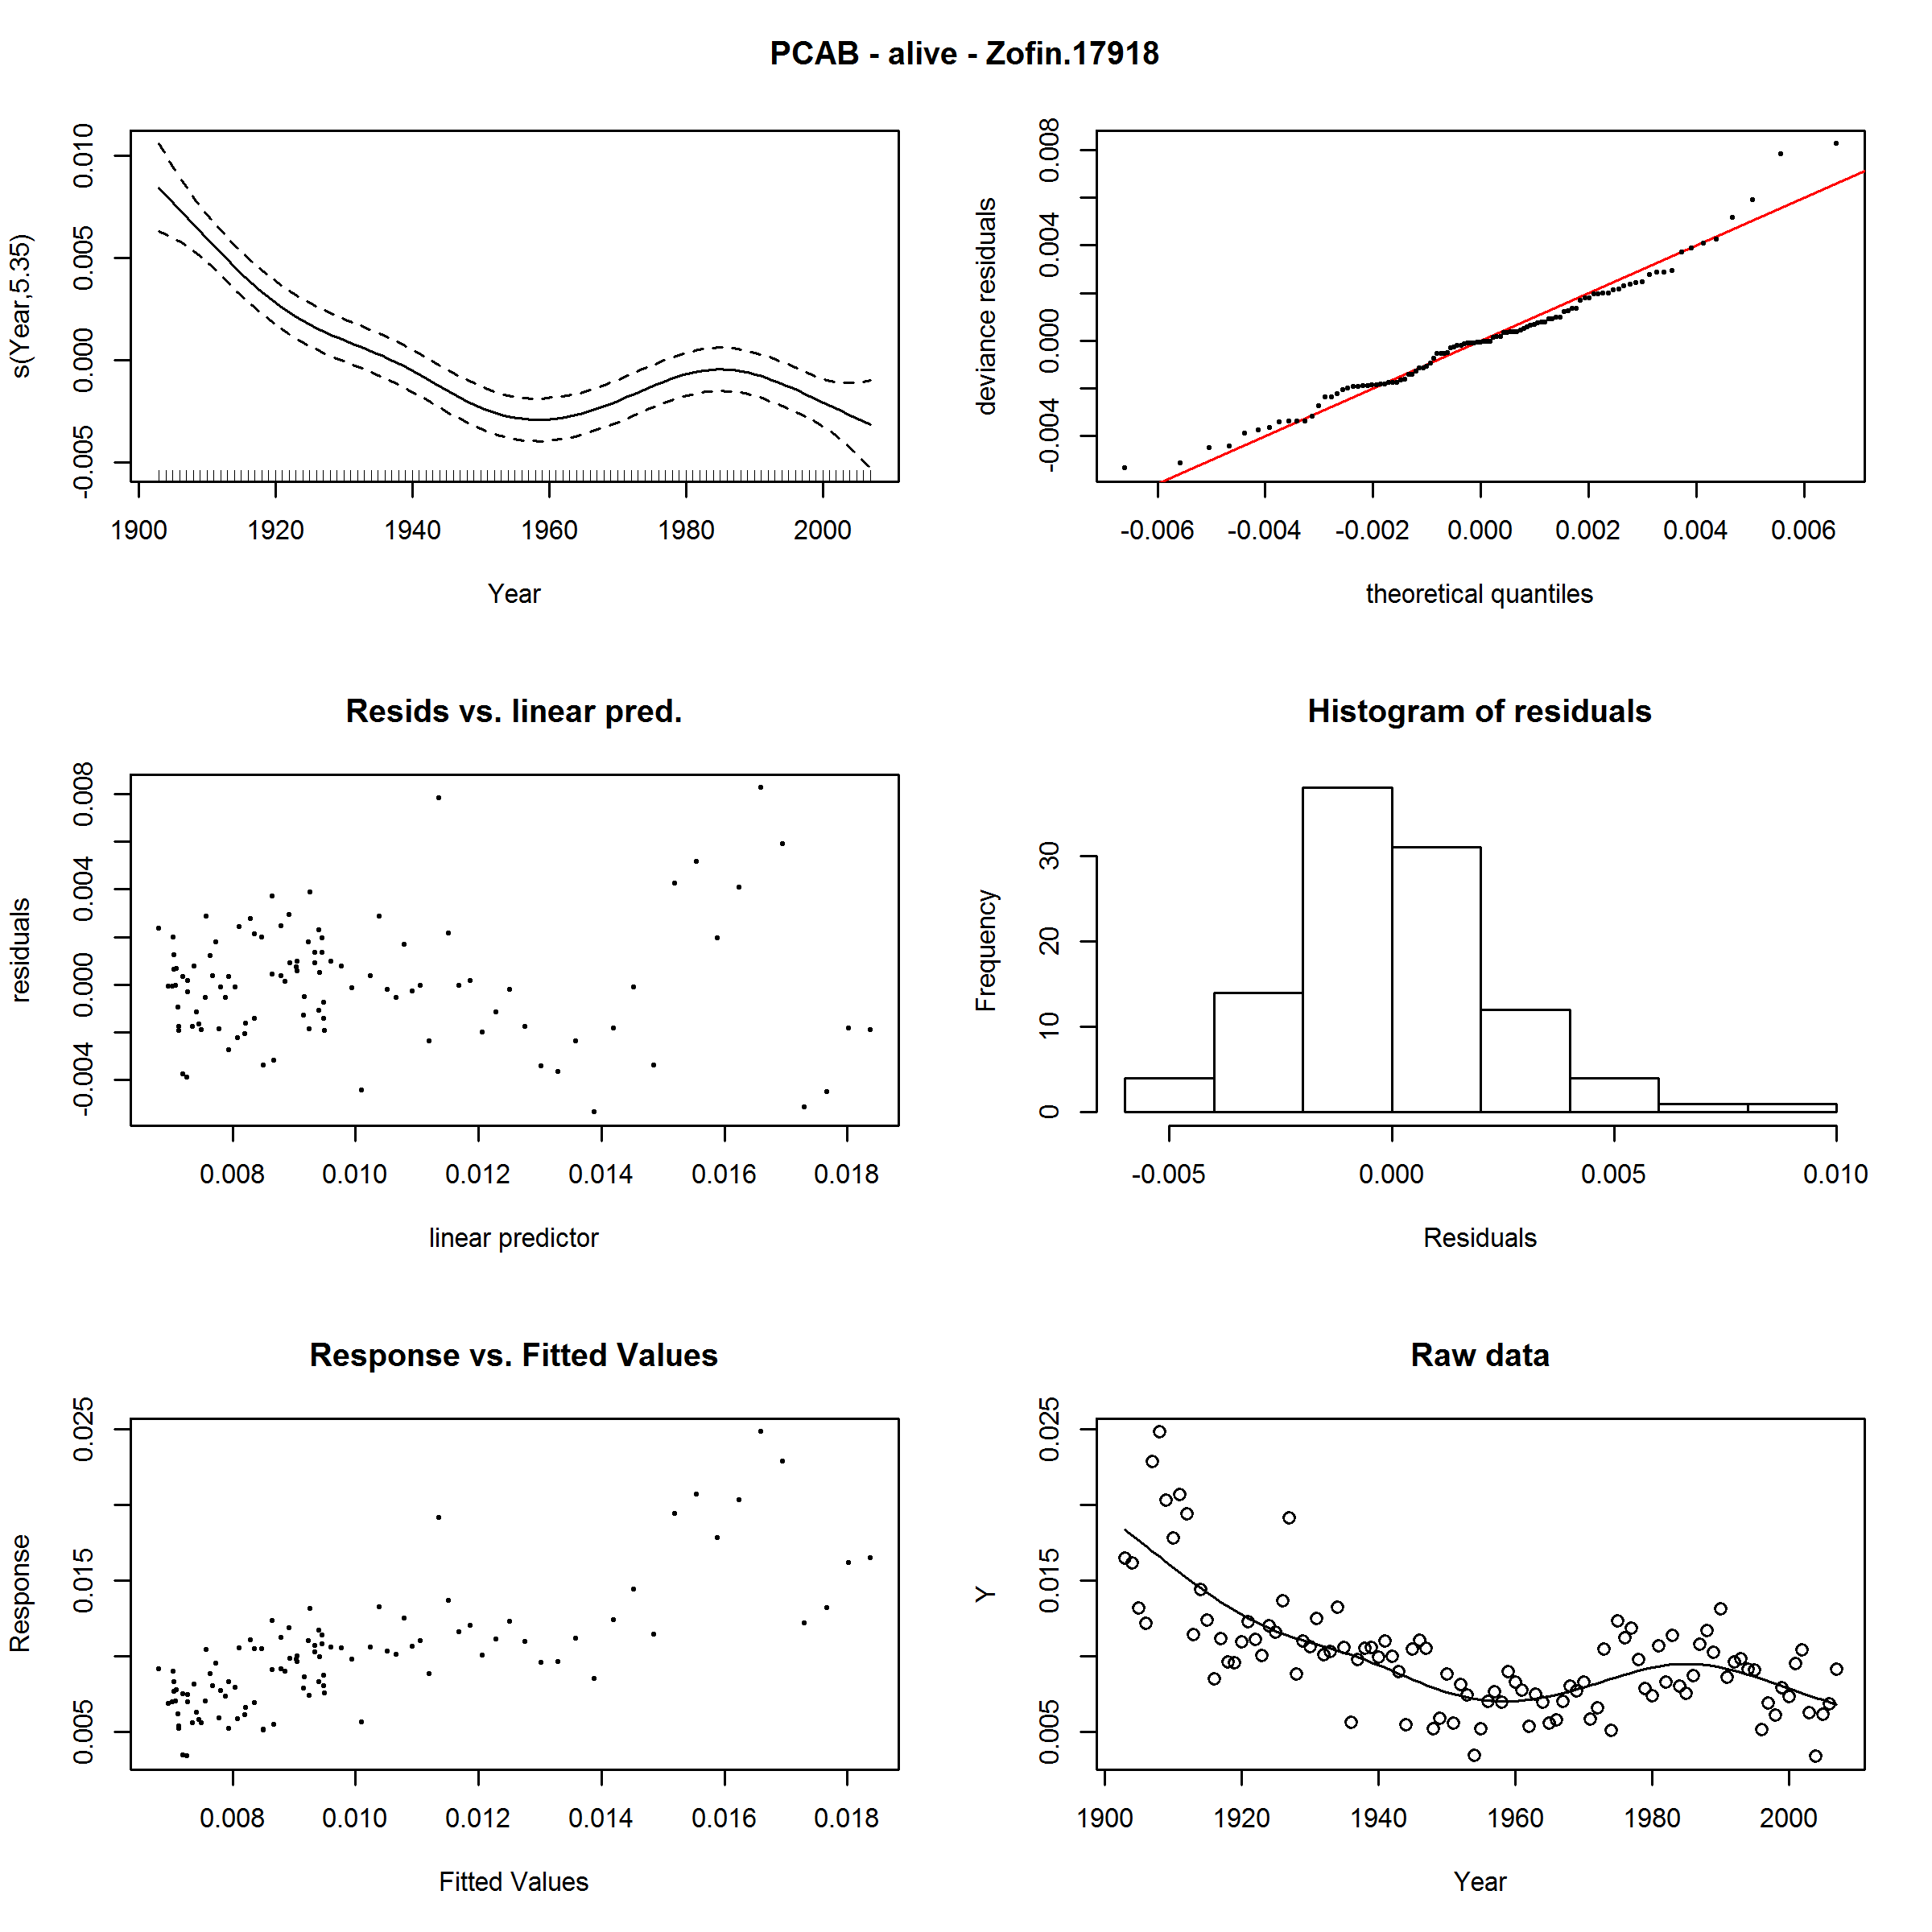 PCAB - alive - Zofin.17918
s(Year,5.35)
-0.005 0.000 0.005 0.010
1900 1920 1940 1960 1980 2000
Year
deviance residuals
-0.004 0.000 0.004 0.008
-0.006 -0.004 -0.002 0.000 0.002 0.004 0.006
theoretical quantiles
Resids vs. linear pred.
residuals
-0.004 0.000 0.004 0.008
0.008 0.010 0.012 0.014 0.016 0.018
linear predictor
Histogram of residuals
Frequency
0 10 20 30
-0.005 0.000 0.005 0.010
Residuals
Response vs. Fitted Values
Response
0.005 0.015 0.025
0.008 0.010 0.012 0.014 0.016 0.018
Fitted Values
Raw data
Y
0.005 0.015 0.025
1900 1920 1940 1960 1980 2000
Year